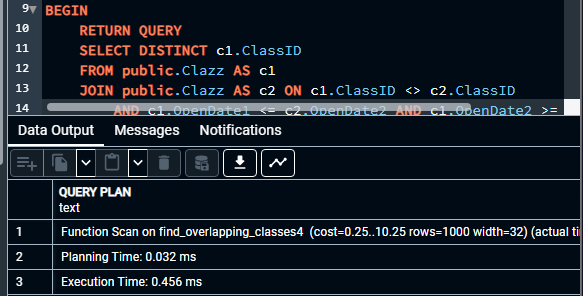 9 BEGIN
10 RETURN QUERY
11 SELECT DISTINCT c1.ClassID
12 FROM public.Clazz AS c1
13 JOIN public.Clazz AS c2 ON c1.ClassID <> c2.ClassID
14 AND c1.OpenDate1 <= c2.OpenDate2 AND c1.OpenDate2 >=
Data Output Messages Notifications
QUERY PLAN
text
1 Function Scan on find_overlapping_classes4 (cost=0.25..10.25 rows=1000 width=32) (actual ti
2 Planning Time: 0.032 ms
3 Execution Time: 0.456 ms